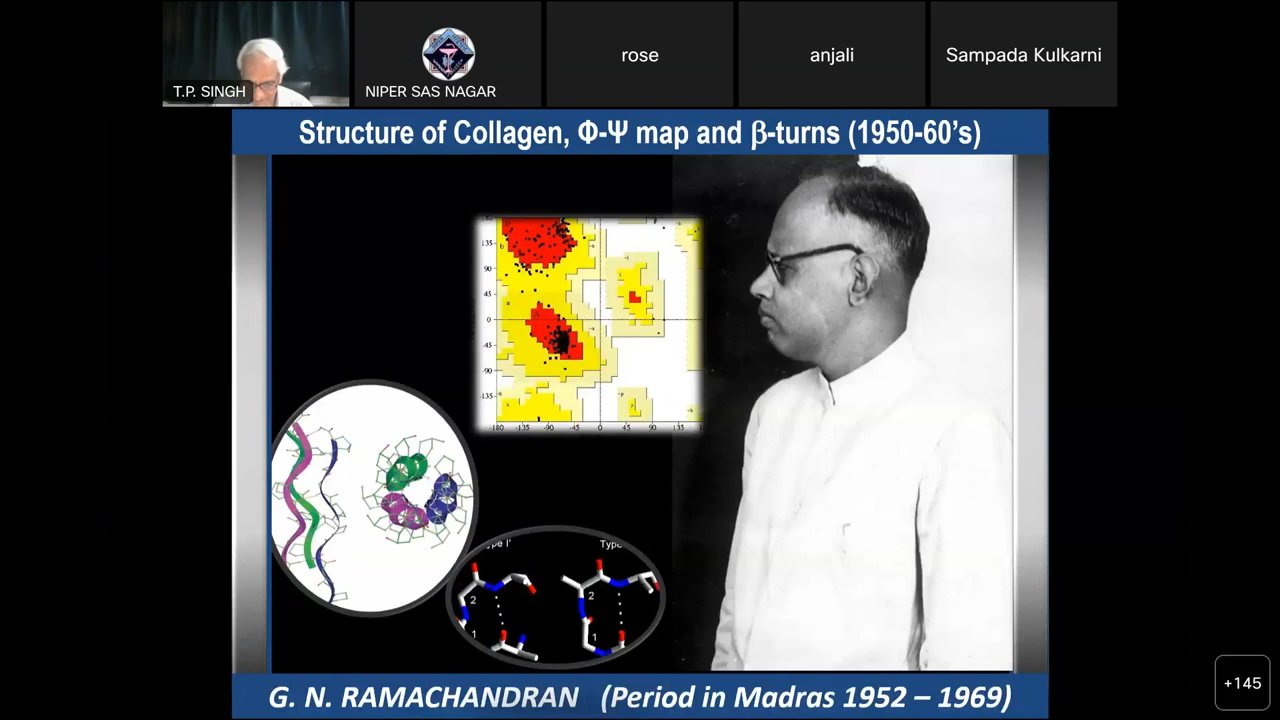 T.P. SINGH
NIPER SAS NAGAR
rose
anjali
Sampada Kulkarni
Structure of Collagen, Φ-Ψ map and β-turns (1950-60's)
135
90
45
0
-45
-90
-135
-180 -135 -90 -45 0 45 90 135
ype I'
Type
2
1
2
1
G. N. RAMACHANDRAN (Period in Madras 1952 – 1969)
+145